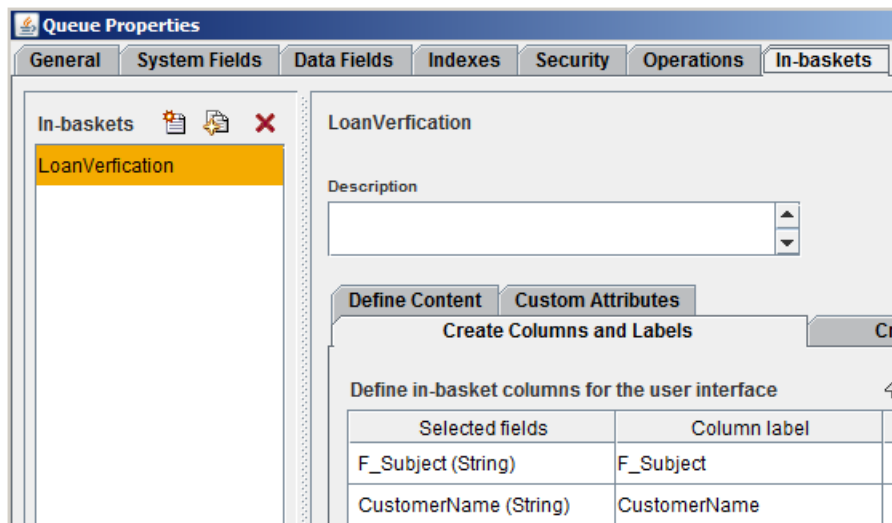 Queue Properties
General System Fields Data Fields Indexes Security Operations In-baskets
In-baskets
LoanVerfication
LoanVerfication
Description
Define Content Custom Attributes
Create Columns and Labels
Define in-basket columns for the user interface
Selected fields Column label
F_Subject (String) F_Subject
CustomerName (String) CustomerName